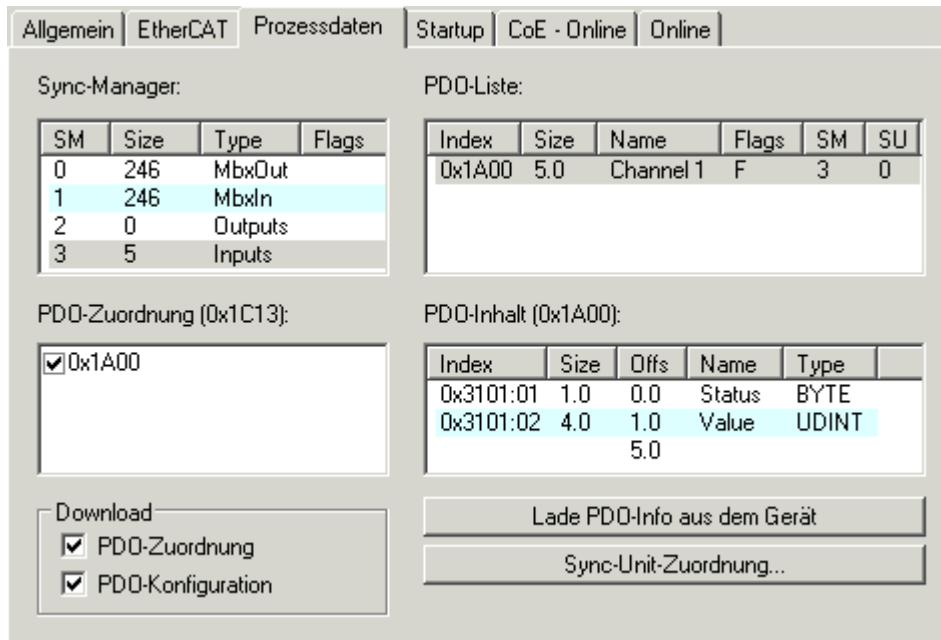 Allgemein EtherCAT Prozessdaten Startup CoE - Online Online
Sync-Manager:
SM Size Type Flags
0 246 MbxOut
1 246 MbxIn
2 0 Outputs
3 5 Inputs
PDO-Liste:
Index Size Name Flags SM SU
0x1A00 5.0 Channel 1 F 3 0
PDO-Zuordnung (0x1C13):
0x1A00
PDO-Inhalt (0x1A00):
Index Size Offs Name Type
0x3101:01 1.0 0.0 Status BYTE
0x3101:02 4.0 1.0 Value UDINT
5.0
Download
PDO-Zuordnung
PDO-Konfiguration
Lade PDO-Info aus dem Gerät
Sync-Unit-Zuordnung...